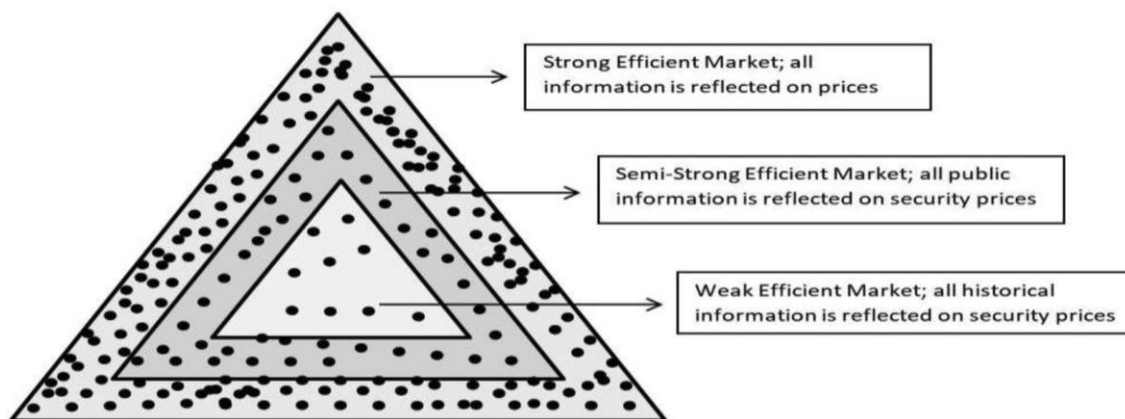 Strong Efficient Market; all
information is reflected on prices
Semi-Strong Efficient Market; all public
information is reflected on security prices
Weak Efficient Market; all historical
information is reflected on security prices